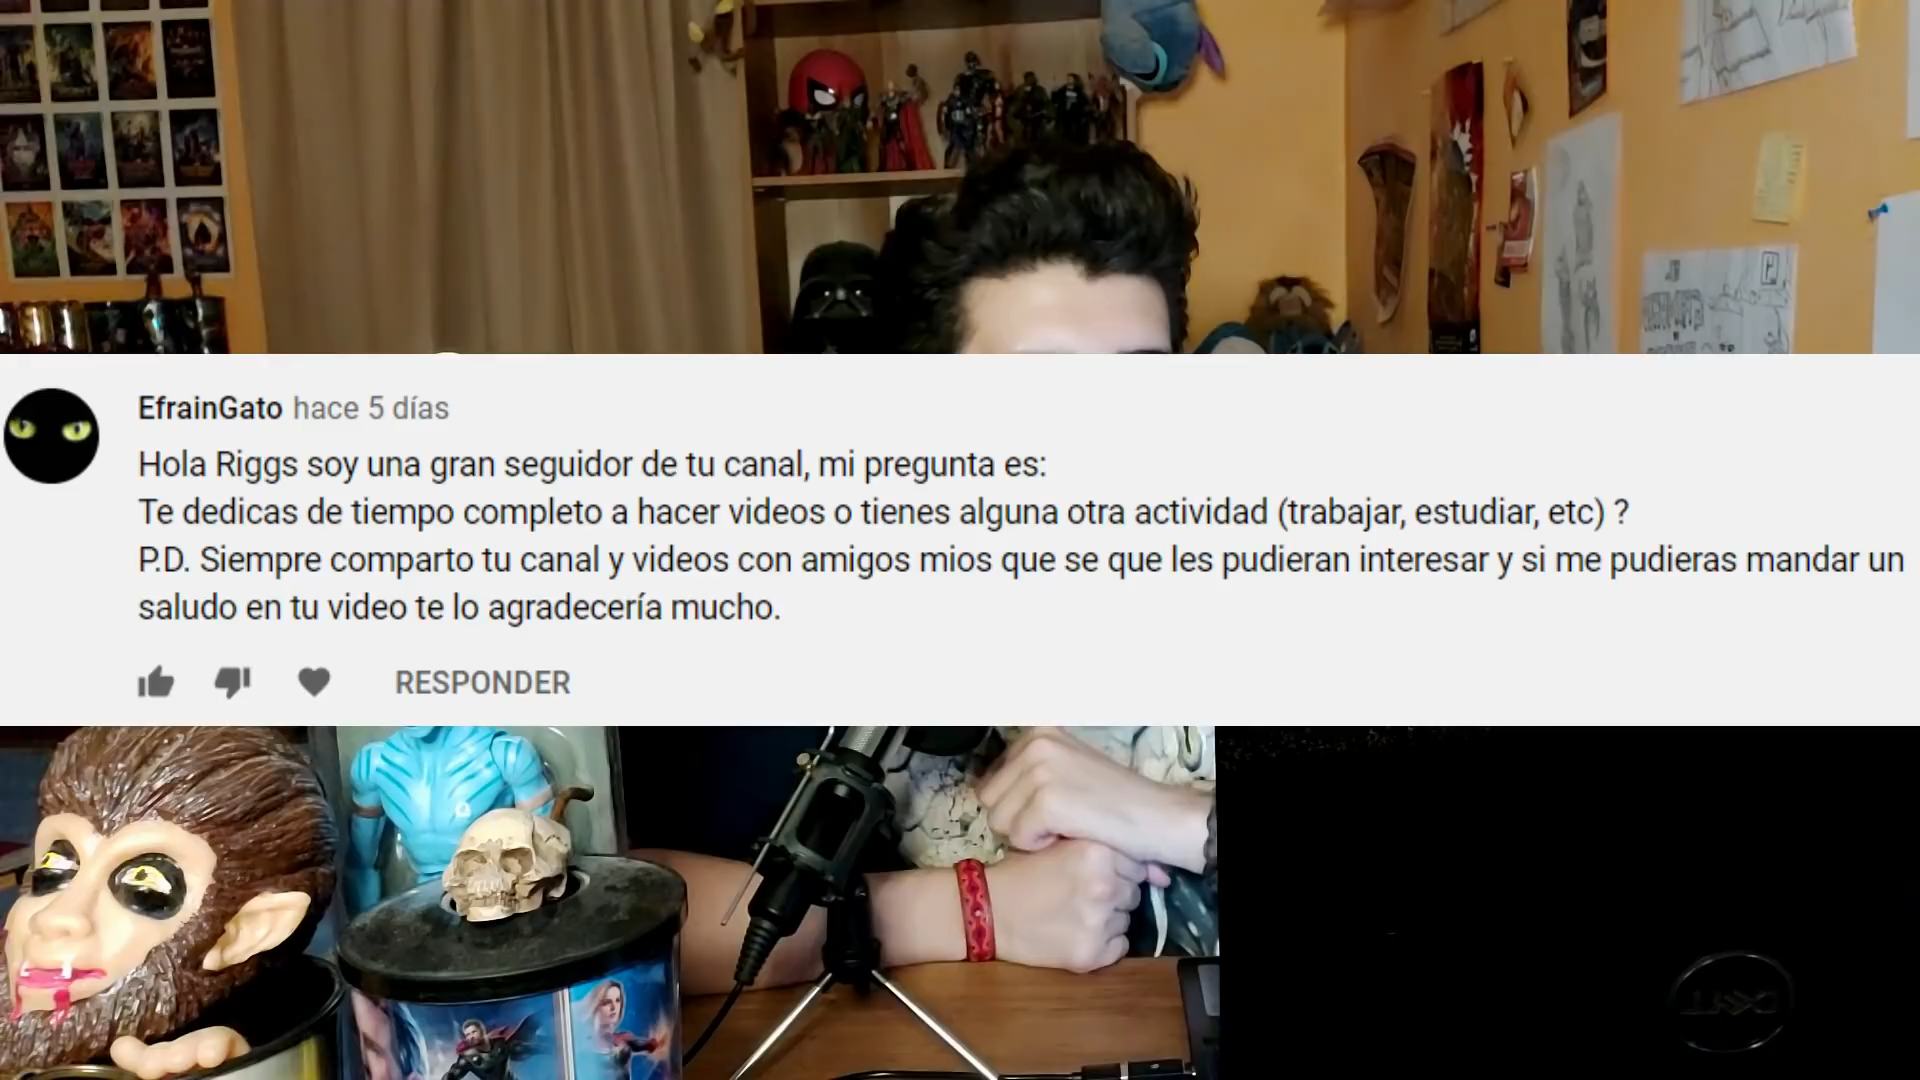 EfrainGato hace 5 días
Hola Riggs soy una gran seguidor de tu canal, mi pregunta es:
Te dedicas de tiempo completo a hacer videos o tienes alguna otra actividad (trabajar, estudiar, etc) ?
P.D. Siempre comparto tu canal y videos con amigos mios que se que les pudieran interesar y si me pudieras mandar un
saludo en tu video te lo agradecería mucho.
RESPONDER